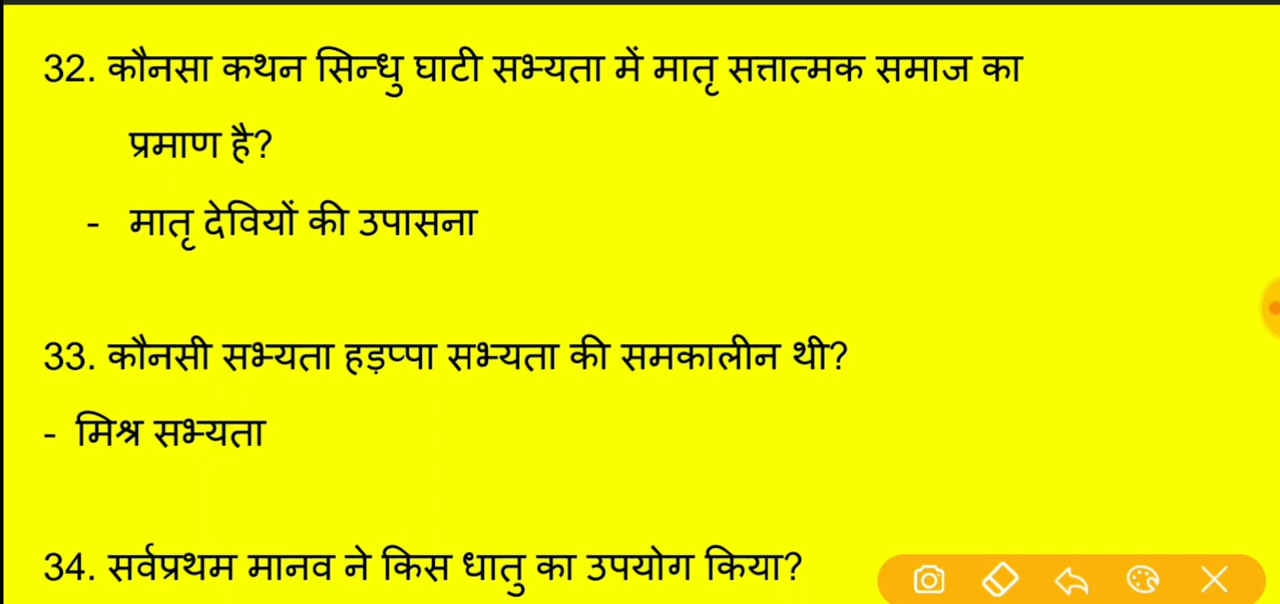 32. कौनसा कथन सिन्धु घाटी सभ्यता में मातृ सत्तात्मक समाज का
प्रमाण है?
- मातृ देवियों की उपासना
33. कौनसी सभ्यता हड़प्पा सभ्यता की समकालीन थी?
- मिश्र सभ्यता
34. सर्वप्रथम मानव ने किस धातु का उपयोग किया?